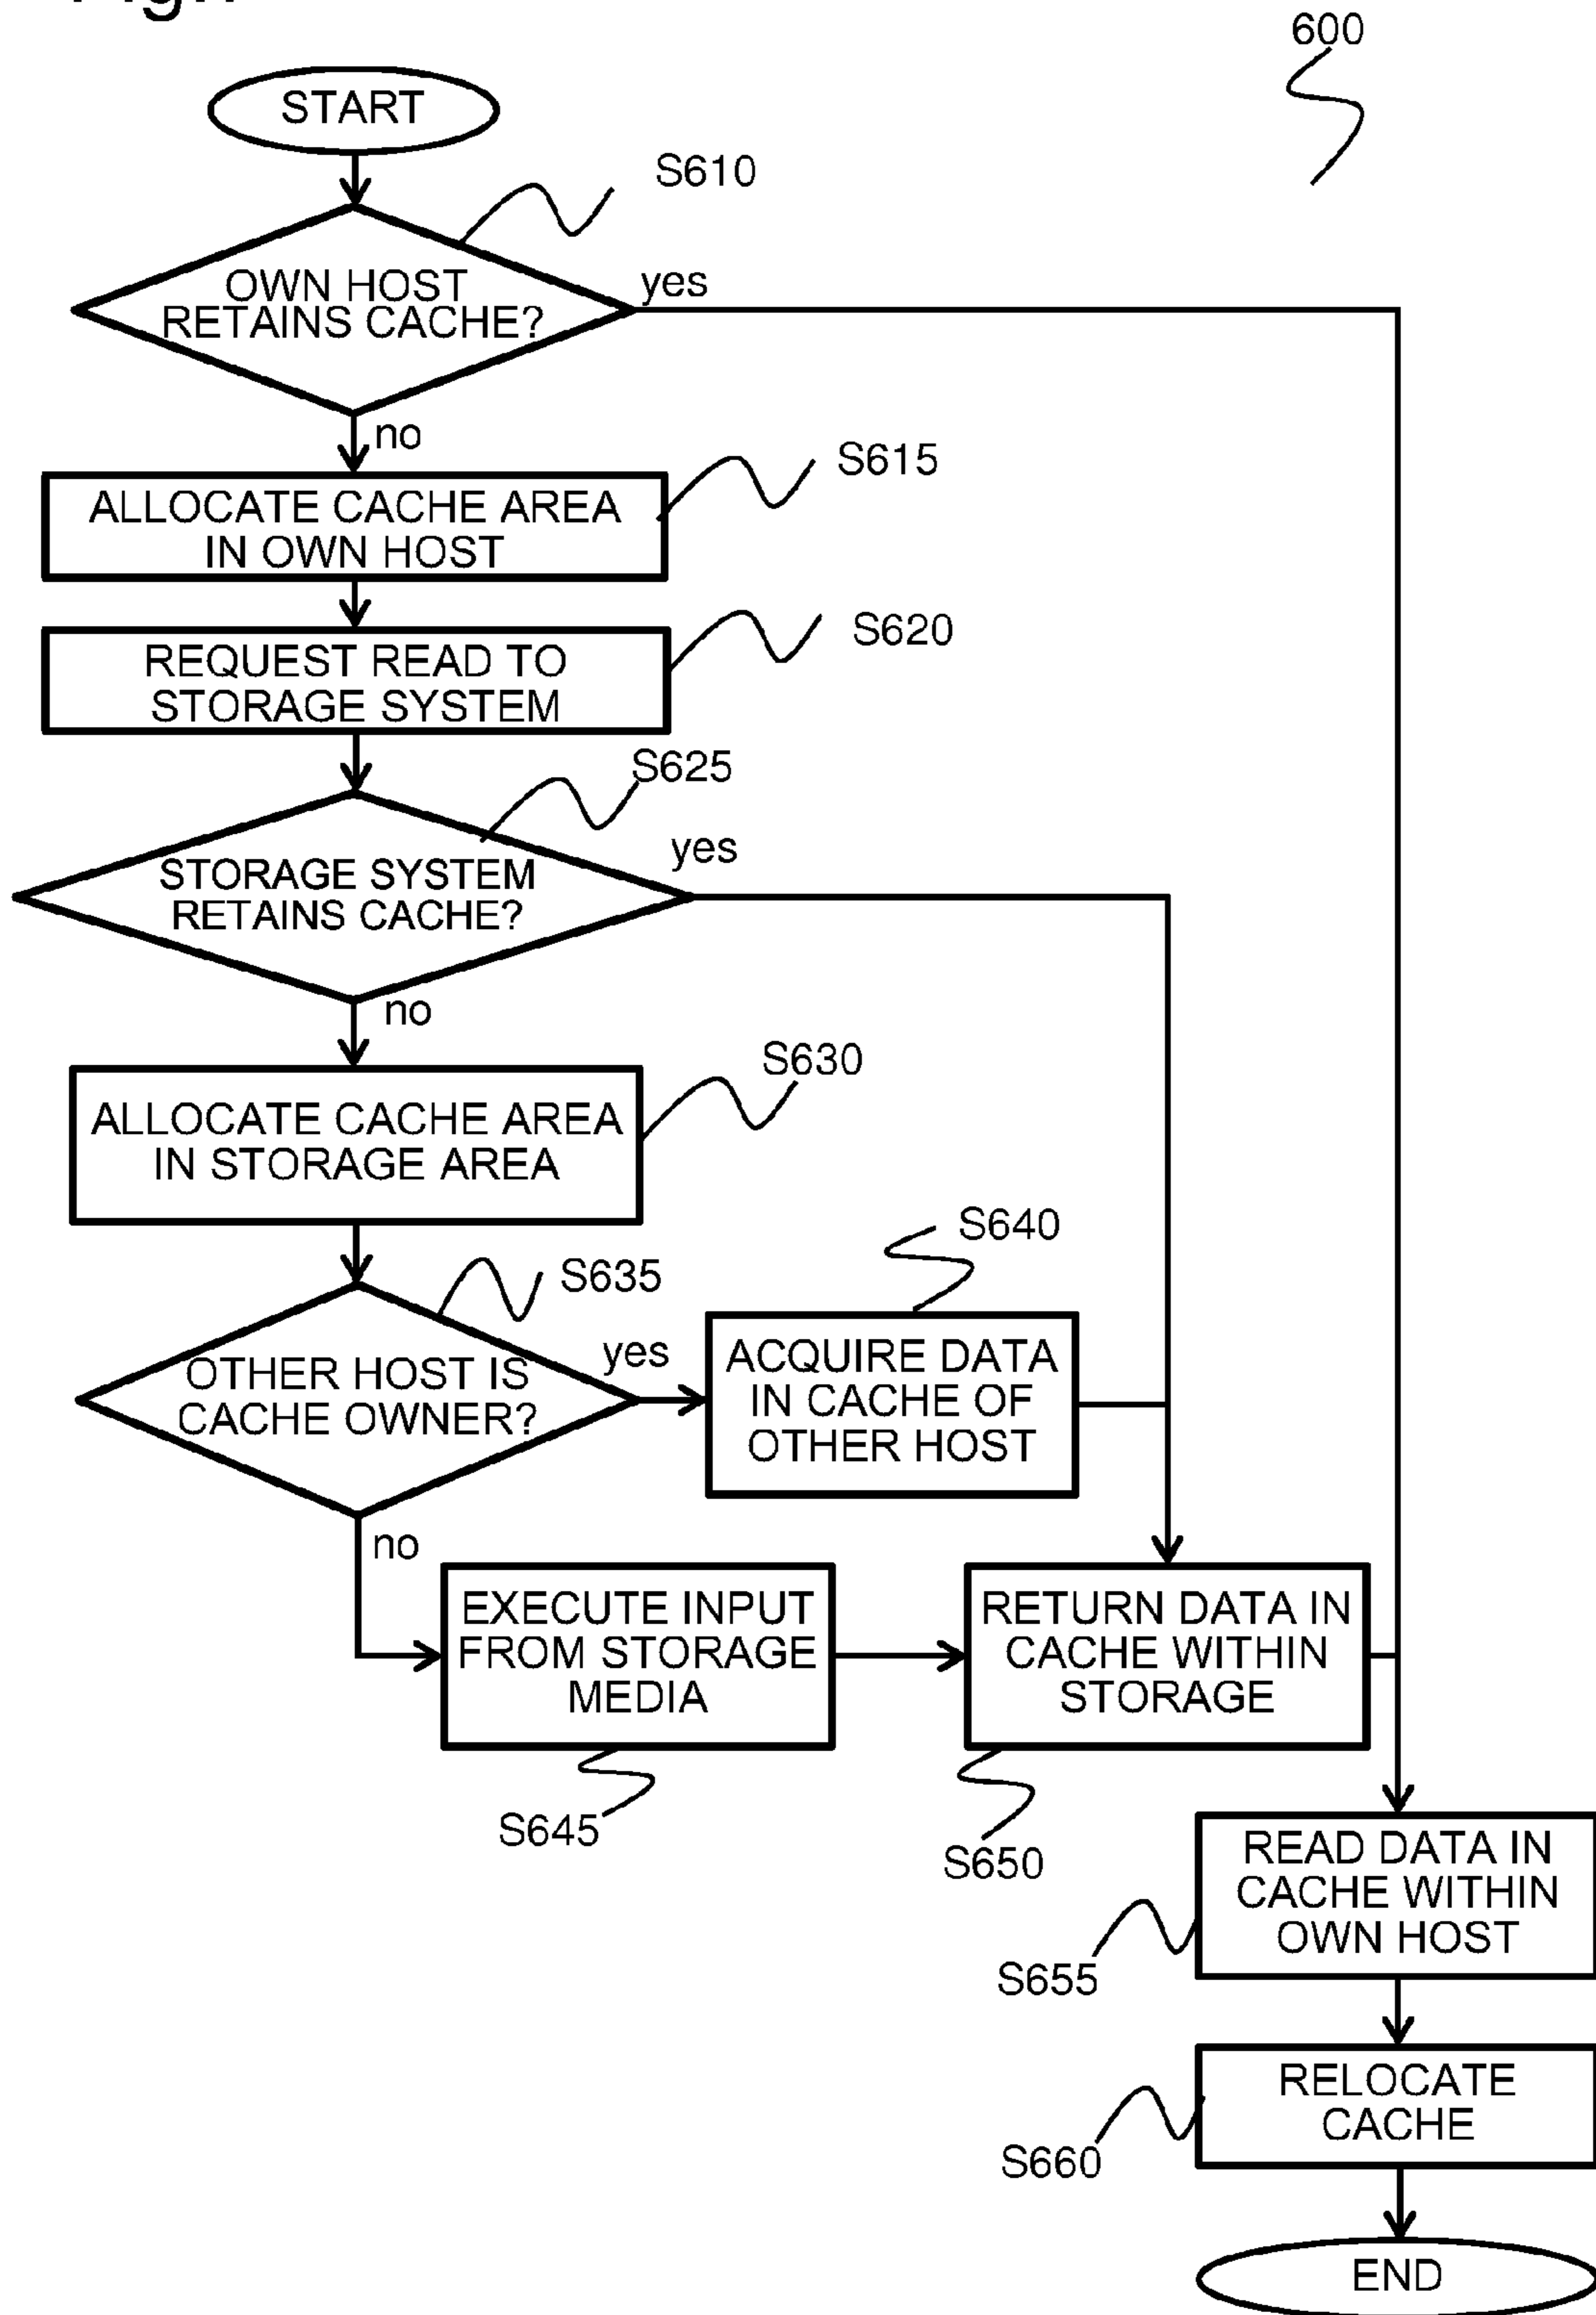 600
START
S610
OWN HOST
RETAINS CACHE?
yes
no
S615
ALLOCATE CACHE AREA
IN OWN HOST
S620
REQUEST READ TO
STORAGE SYSTEM
S625
yes
STORAGE SYSTEM
RETAINS CACHE?
no
S630
ALLOCATE CACHE AREA
IN STORAGE AREA
S635
OTHER HOST IS
CACHE OWNER?
yes
S640
ACQUIRE DATA
IN CACHE OF
OTHER HOST
no
EXECUTE INPUT
FROM STORAGE
MEDIA
S645
RETURN DATA IN
CACHE WITHIN
STORAGE
S650
READ DATA IN
CACHE WITHIN
OWN HOST
S655
RELOCATE
CACHE
S660
END